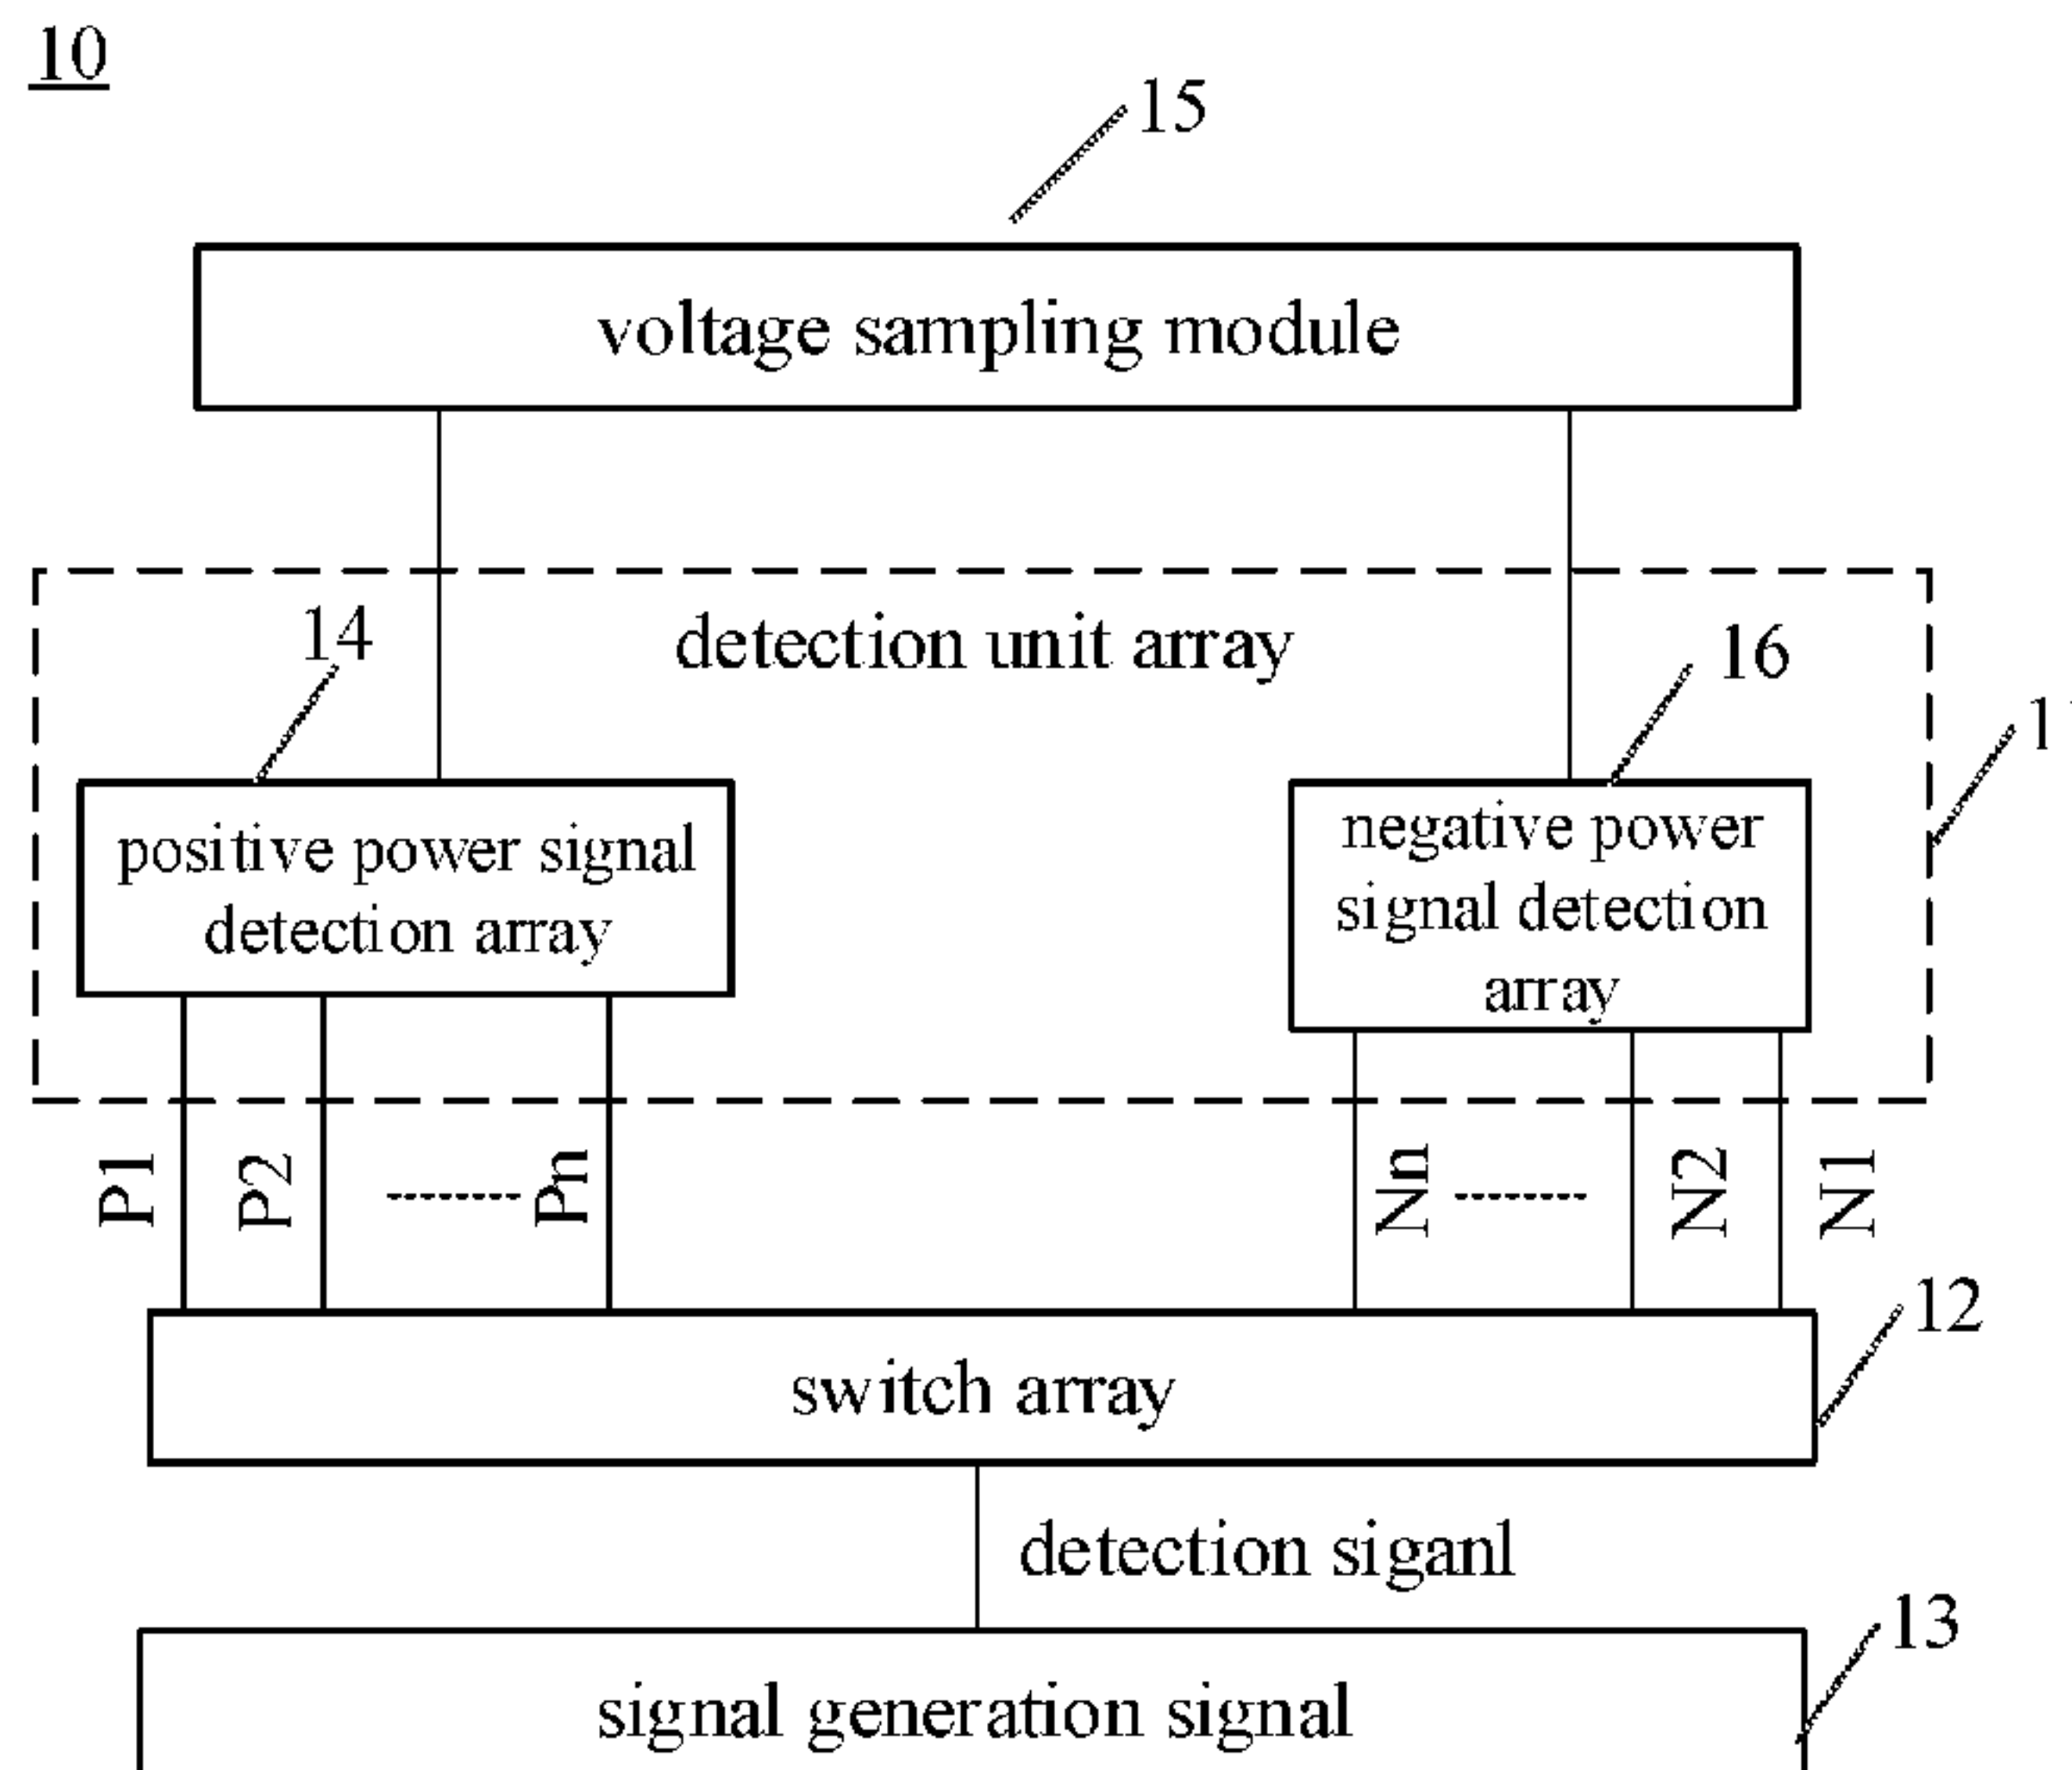 10
15
voltage sampling module
14
detection unit array
16
positive power signal
detection array
negative power
signal detection
array
P1
P2
Pn
Nn
N2
N1
12
switch array
detection siganl
13
signal generation signal